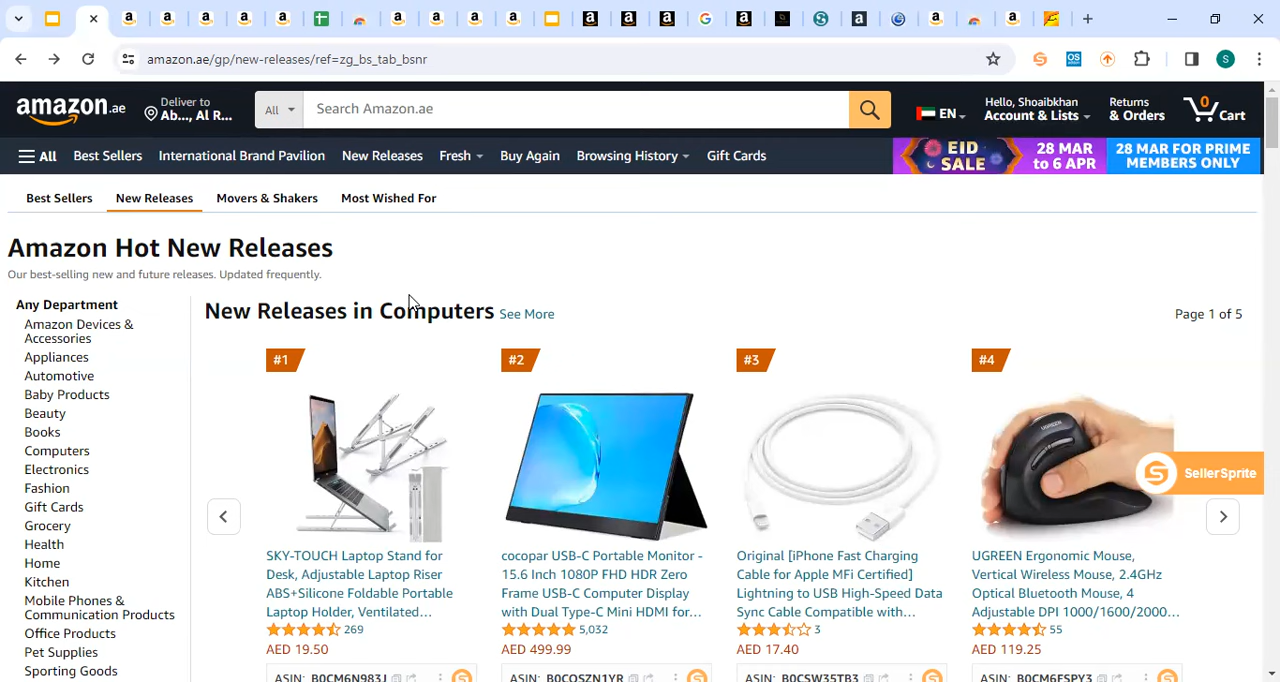 amazon.ae/gp/new-releases/ref=zg_bs_tab_bsnr
S
amazon.ae
Deliver to
Ab..., Al R...
All
Search Amazon.ae
EN
Hello, Shoaibkhan
Account & Lists
Returns
& Orders
0
Cart
All
Best Sellers
International Brand Pavilion
New Releases
Fresh
Buy Again
Browsing History
Gift Cards
EID
SALE
28 MAR
to 6 APR
28 MAR FOR PRIME
MEMBERS ONLY
Best Sellers
New Releases
Movers & Shakers
Most Wished For
Amazon Hot New Releases
Our best-selling new and future releases. Updated frequently.
Any Department
Amazon Devices &
Accessories
Appliances
Automotive
Baby Products
Beauty
Books
Computers
Electronics
Fashion
Gift Cards
Grocery
Health
Home
Kitchen
Mobile Phones &
Communication Products
Office Products
Pet Supplies
Sporting Goods
New Releases in Computers See More
Page 1 of 5
#1
SKY-TOUCH Laptop Stand for
Desk, Adjustable Laptop Riser
ABS+Silicone Foldable Portable
Laptop Holder, Ventilated...
269
AED 19.50
ASIN: B0CM6N983J
#2
cocopar USB-C Portable Monitor -
15.6 Inch 1080P FHD HDR Zero
Frame USB-C Computer Display
with Dual Type-C Mini HDMI for...
5,032
AED 499.99
ASIN: B0CQSZN1YR
#3
Original [iPhone Fast Charging
Cable for Apple MFi Certified]
Lightning to USB High-Speed Data
Sync Cable Compatible with...
3
AED 17.40
ASIN: B0CSW35TB3
#4
UGREEN
UGREEN Ergonomic Mouse,
Vertical Wireless Mouse, 2.4GHz
Optical Bluetooth Mouse, 4
Adjustable DPI 1000/1600/2000...
55
AED 119.25
ASIN: B0CM6FSPY3
SellerSprite